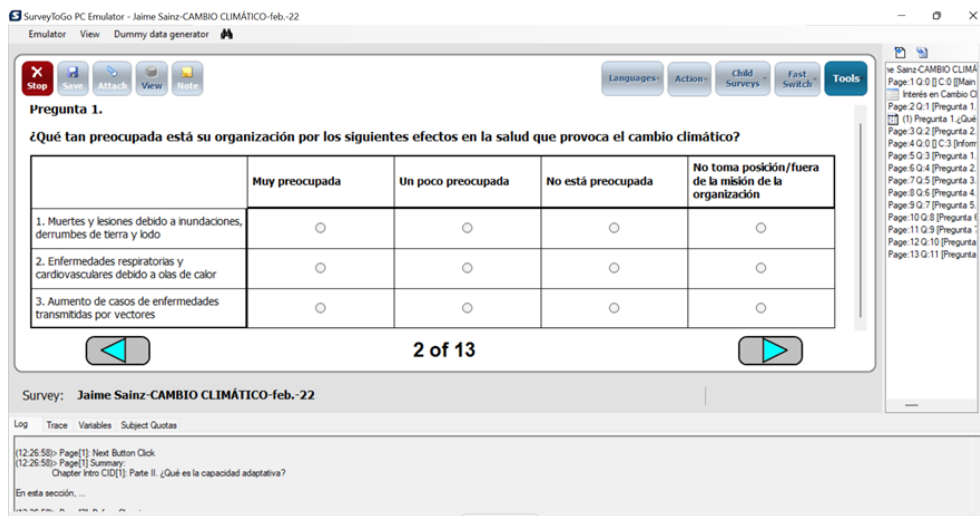 SurveyToGo PC Emulator - Jaime Sainz-CAMBIO CLIMÁTICO-feb.-22
Emulator View Dummy data generator
Stop Save Attach View Note
Languages Action Child Surveys Fast Switch Tools
Pregunta 1.
¿Qué tan preocupada está su organización por los siguientes efectos en la salud que provoca el cambio climático?
Muy preocupada
Un poco preocupada
No está preocupada
No toma posición/fuera
de la misión de la
organización
1. Muertes y lesiones debido a inundaciones,
derrumbes de tierra y lodo
2. Enfermedades respiratorias y
cardiovasculares debido a olas de calor
3. Aumento de casos de enfermedades
transmitidas por vectores
2 of 13
Survey: Jaime Sainz-CAMBIO CLIMÁTICO-feb.-22
Log Trace Variables Subject Quotas
(12:26:58)> Page[1]: Next Button Click
(12:26:58)> Page[1] Summary:
Chapter Intro CID[1]: Parte II. ¿Qué es la capacidad adaptativa?
En esta sección, ...
ne Sainz-CAMBIO CLIMÁ
Page:1 Q:0 [] C:0 [[Main
Interés en Cambio Cl
Page:2 Q:1 [Pregunta 1.
(1) Pregunta 1.¿Qué
Page:3 Q:2 [Pregunta 2.
Page:4 Q:0 [] C:3 [Inform
Page:5 Q:3 [Pregunta 1.
Page:6 Q:4 [Pregunta 2.
Page:7 Q:5 [Pregunta 3.
Page:8 Q:6 [Pregunta 4.
Page:9 Q:7 [Pregunta 5.
Page:10 Q:8 [Pregunta
Page:11 Q:9 [Pregunta
Page:12 Q:10 [Pregunta
Page:13 Q:11 [Pregunta